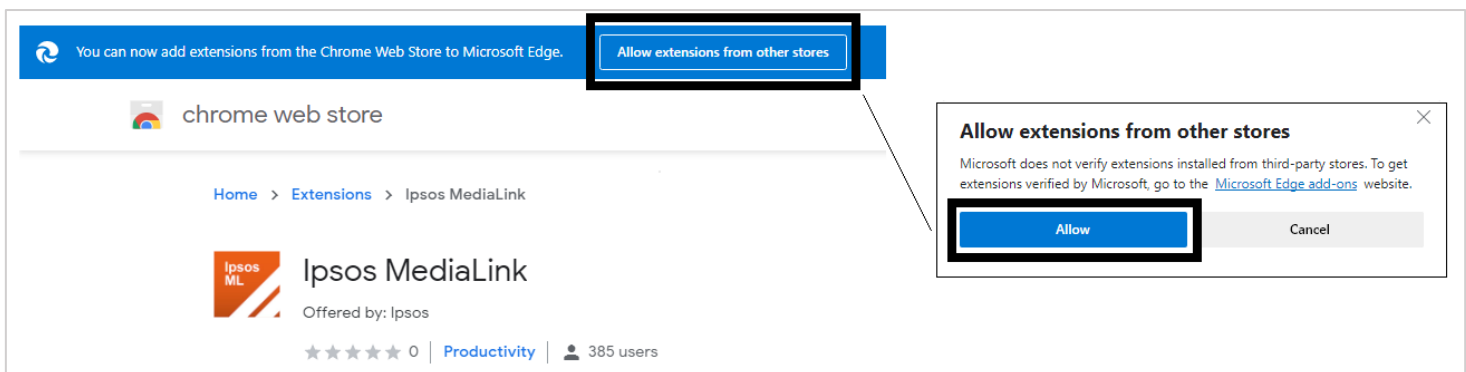 You can now add extensions from the Chrome Web Store to Microsoft Edge.
Allow extensions from other stores
chrome web store
Home > Extensions > Ipsos MediaLink
Ipsos
ML
Ipsos MediaLink
Offered by: Ipsos
0 | Productivity | 385 users
Allow extensions from other stores
Microsoft does not verify extensions installed from third-party stores. To get
extensions verified by Microsoft, go to the Microsoft Edge add-ons website.
Allow
Cancel